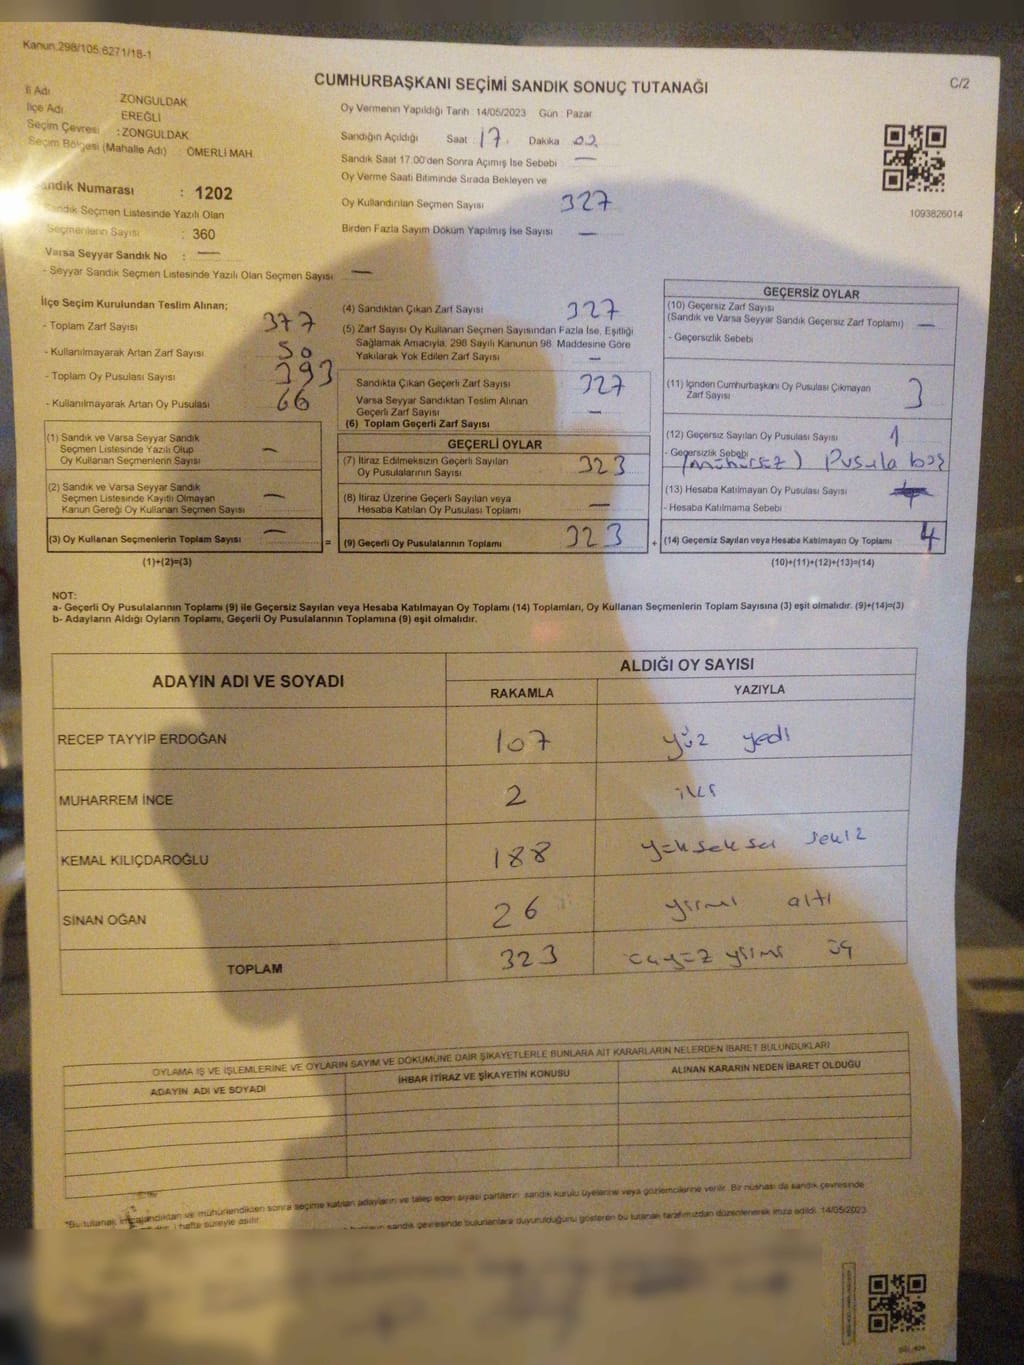 Kanun:298/105,6271/18-1
CUMHURBAŞKANI SEÇİMİ SANDIK SONUÇ TUTANAĞI
C/2
İl Adı ZONGULDAK
İlçe Adı EREĞLİ
Seçim Çevresi : ZONGULDAK
Seçim Bölgesi (Mahalle Adı) ÖMERLİ MAH
Sandık Numarası : 1202
Sandık Seçmen Listesinde Yazılı Olan
Seçmenlerin Sayısı : 360
Varsa Seyyar Sandık No : —
- Seyyar Sandık Seçmen Listesinde Yazılı Olan Seçmen Sayısı —
Oy Vermenin Yapıldığı Tarih :14/05/2023 Gün : Pazar
Sandığın Açıldığı Saat : 17. Dakika 02
Sandık Saat 17.00'den Sonra Açımış İse Sebebi —
Oy Verme Saati Bitiminde Sırada Bekleyen ve
Oy Kullandırılan Seçmen Sayısı 327
Birden Fazla Sayım Döküm Yapılmış İse Sayısı —
1093826014
İlçe Seçim Kurulundan Teslim Alınan;
- Toplam Zarf Sayısı 377
- Kullanılmayarak Artan Zarf Sayısı 50
- Toplam Oy Pusulası Sayısı 393
- Kullanılmayarak Artan Oy Pusulası 66
(1) Sandık ve Varsa Seyyar Sandık
Seçmen Listesinde Yazılı Olup
Oy Kullanan Seçmenlerin Sayısı —
(2) Sandık ve Varsa Seyyar Sandık
Seçmen Listesinde Kayıtlı Olmayan
Kanun Gereği Oy Kullanan Seçmen Sayısı —
(3) Oy Kullanan Seçmenlerin Toplam Sayısı — =
(1)+(2)=(3)
(4) Sandıktan Çıkan Zarf Sayısı 327
(5) Zarf Sayısı Oy Kullanan Seçmen Sayısından Fazla İse, Eşitliği
Sağlamak Amacıyla, 298 Sayılı Kanunun 98. Maddesine Göre
Yakılarak Yok Edilen Zarf Sayısı —
Sandıkta Çıkan Geçerli Zarf Sayısı 327
Varsa Seyyar Sandıktan Teslim Alınan
Geçerli Zarf Sayısı —
(6) Toplam Geçerli Zarf Sayısı
GEÇERLİ OYLAR
(7) İtiraz Edilmeksizin Geçerli Sayılan
Oy Pusulalarının Sayısı 323
(8) İtiraz Üzerine Geçerli Sayılan veya
Hesaba Katılan Oy Pusulası Toplamı —
(9) Geçerli Oy Pusulalarının Toplamı 323 +
GEÇERSİZ OYLAR
(10) Geçersiz Zarf Sayısı
(Sandık ve Varsa Seyyar Sandık Geçersiz Zarf Toplamı) —
- Geçersizlik Sebebi
(11) İçinden Cumhurbaşkanı Oy Pusulası Çıkmayan
Zarf Sayısı 3
(12) Geçersiz Sayılan Oy Pusulası Sayısı 1
- Geçersizlik Sebebi (mühürsüz) Pusula boş
(13) Hesaba Katılmayan Oy Pusulası Sayısı
- Hesaba Katılmama Sebebi
(14) Geçersiz Sayılan veya Hesaba Katılmayan Oy Toplamı 4
(10)+(11)+(12)+(13)=(14)
NOT:
a- Geçerli Oy Pusulalarının Toplamı (9) ile Geçersiz Sayılan veya Hesaba Katılmayan Oy Toplamı (14) Toplamları, Oy Kullanan Seçmenlerin Toplam Sayısına (3) eşit olmalıdır. (9)+(14)=(3)
b- Adayların Aldığı Oyların Toplamı, Geçerli Oy Pusulalarının Toplamına (9) eşit olmalıdır.
ADAYIN ADI VE SOYADI
ALDIĞI OY SAYISI
RAKAMLA YAZIYLA
RECEP TAYYİP ERDOĞAN 107 yüz yedi
MUHARREM İNCE 2 iki
KEMAL KILIÇDAROĞLU 188 yükseksen sekiz
SİNAN OĞAN 26 yirmi altı
TOPLAM 323 üçyüz yirmi üç
OYLAMA İŞ VE İŞLEMLERİNE VE OYLARIN SAYIM VE DÖKÜMÜNE DAİR ŞİKAYETLERLE BUNLARA AİT KARARLARIN NELERDEN İBARET BULUNDUKLARI
ADAYIN ADI VE SOYADI
İHBAR İTİRAZ VE ŞİKAYETİN KONUSU
ALINAN KARARIN NEDEN İBARET OLDUĞU
*Bu tutanak imzalandıktan ve mühürlendikten sonra seçime katılan adayların ve talep eden siyasi partilerin sandık kurulu üyelerine veya gözlemcilerine verilir. Bir nüshası da sandık çevresinde
hafta süreyle asılır.
sandık çevresinde bulunanlara duyurulduğunu gösteren bu tutanak tarafımızdan düzenlenerek imza edildi. 14/05/2023